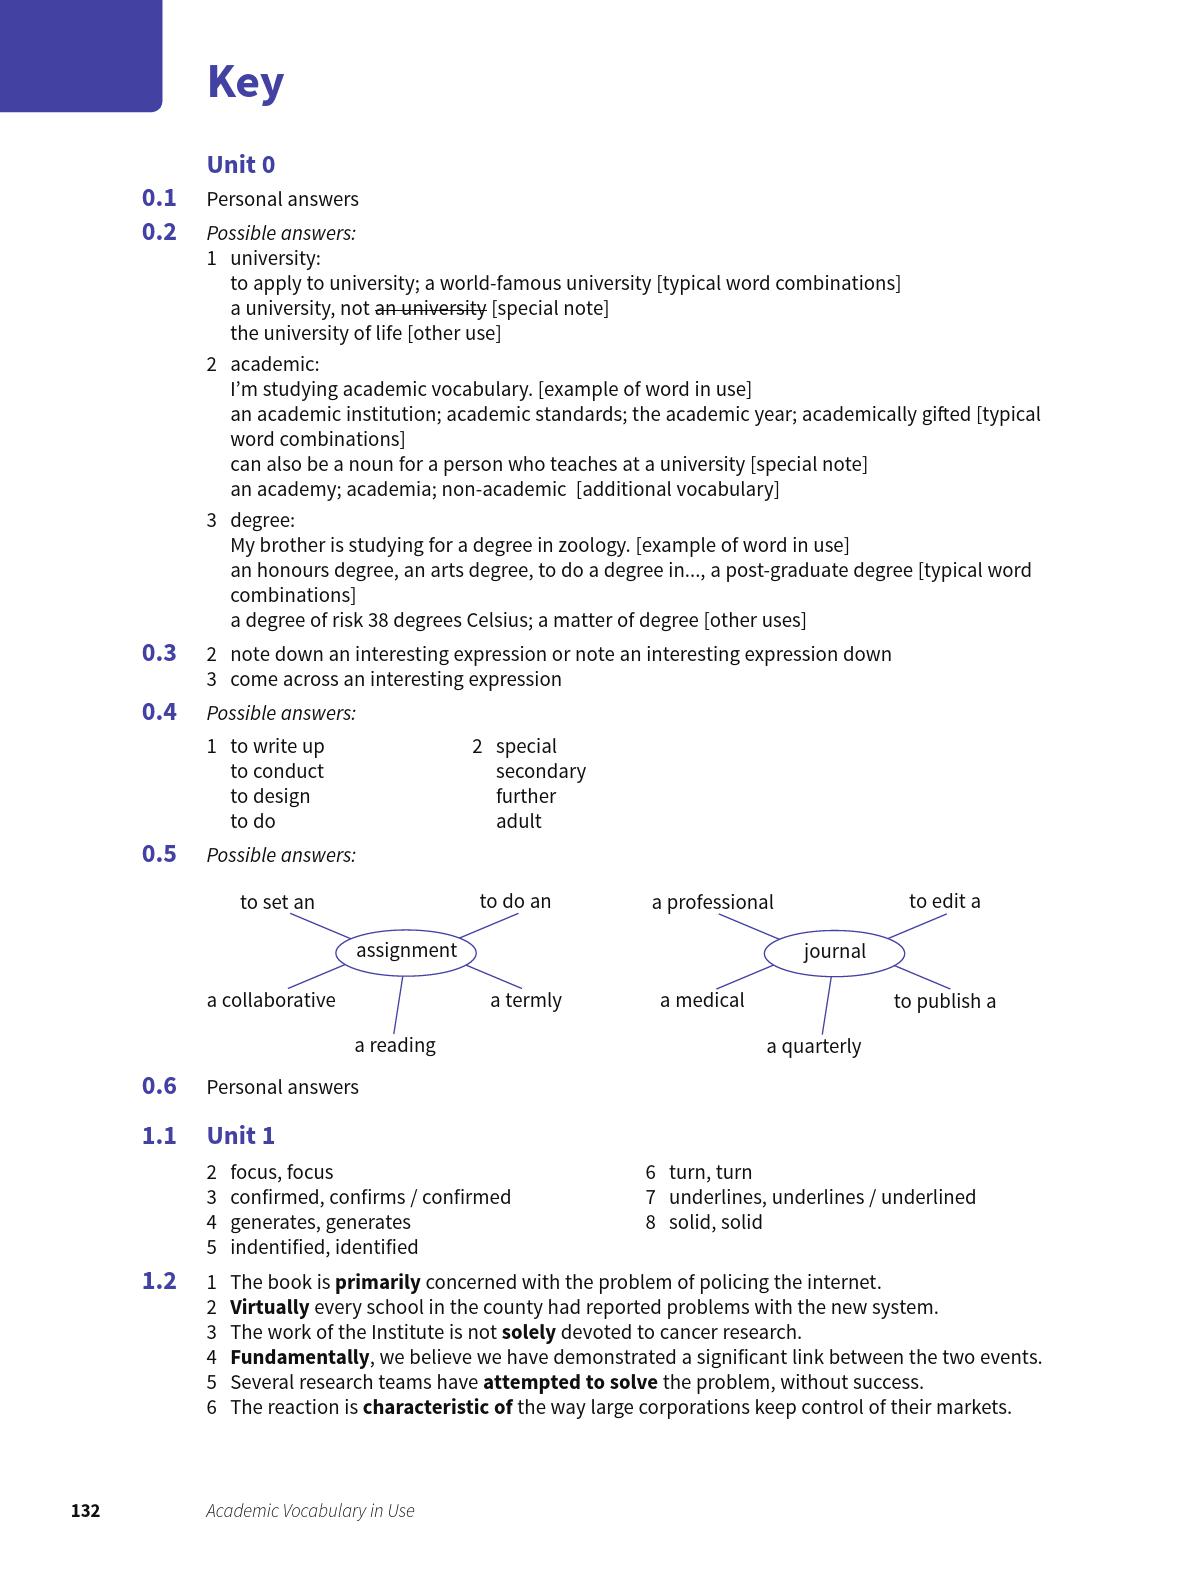 Key
Unit 0
0.1 Personal answers
0.2 Possible answers:
1 university:
to apply to university; a world-famous university [typical word combinations]
a university, not an university [special note]
the university of life [other use]
2 academic:
I’m studying academic vocabulary. [example of word in use]
an academic institution; academic standards; the academic year; academically gifted [typical
word combinations]
can also be a noun for a person who teaches at a university [special note]
an academy; academia; non-academic [additional vocabulary]
3 degree:
My brother is studying for a degree in zoology. [example of word in use]
an honours degree, an arts degree, to do a degree in..., a post-graduate degree [typical word
combinations]
a degree of risk 38 degrees Celsius; a matter of degree [other uses]
0.3 2 note down an interesting expression or note an interesting expression down
3 come across an interesting expression
0.4 Possible answers:
1 to write up
to conduct
to design
to do
2 special
secondary
further
adult
0.5 Possible answers:
to set an
to do an
assignment
a collaborative
a termly
a reading
a professional
to edit a
journal
a medical
to publish a
a quarterly
0.6 Personal answers
1.1 Unit 1
2 focus, focus
3 confirmed, confirms / confirmed
4 generates, generates
5 indentified, identified
6 turn, turn
7 underlines, underlines / underlined
8 solid, solid
1.2 1 The book is primarily concerned with the problem of policing the internet.
2 Virtually every school in the county had reported problems with the new system.
3 The work of the Institute is not solely devoted to cancer research.
4 Fundamentally, we believe we have demonstrated a significant link between the two events.
5 Several research teams have attempted to solve the problem, without success.
6 The reaction is characteristic of the way large corporations keep control of their markets.
132 Academic Vocabulary in Use